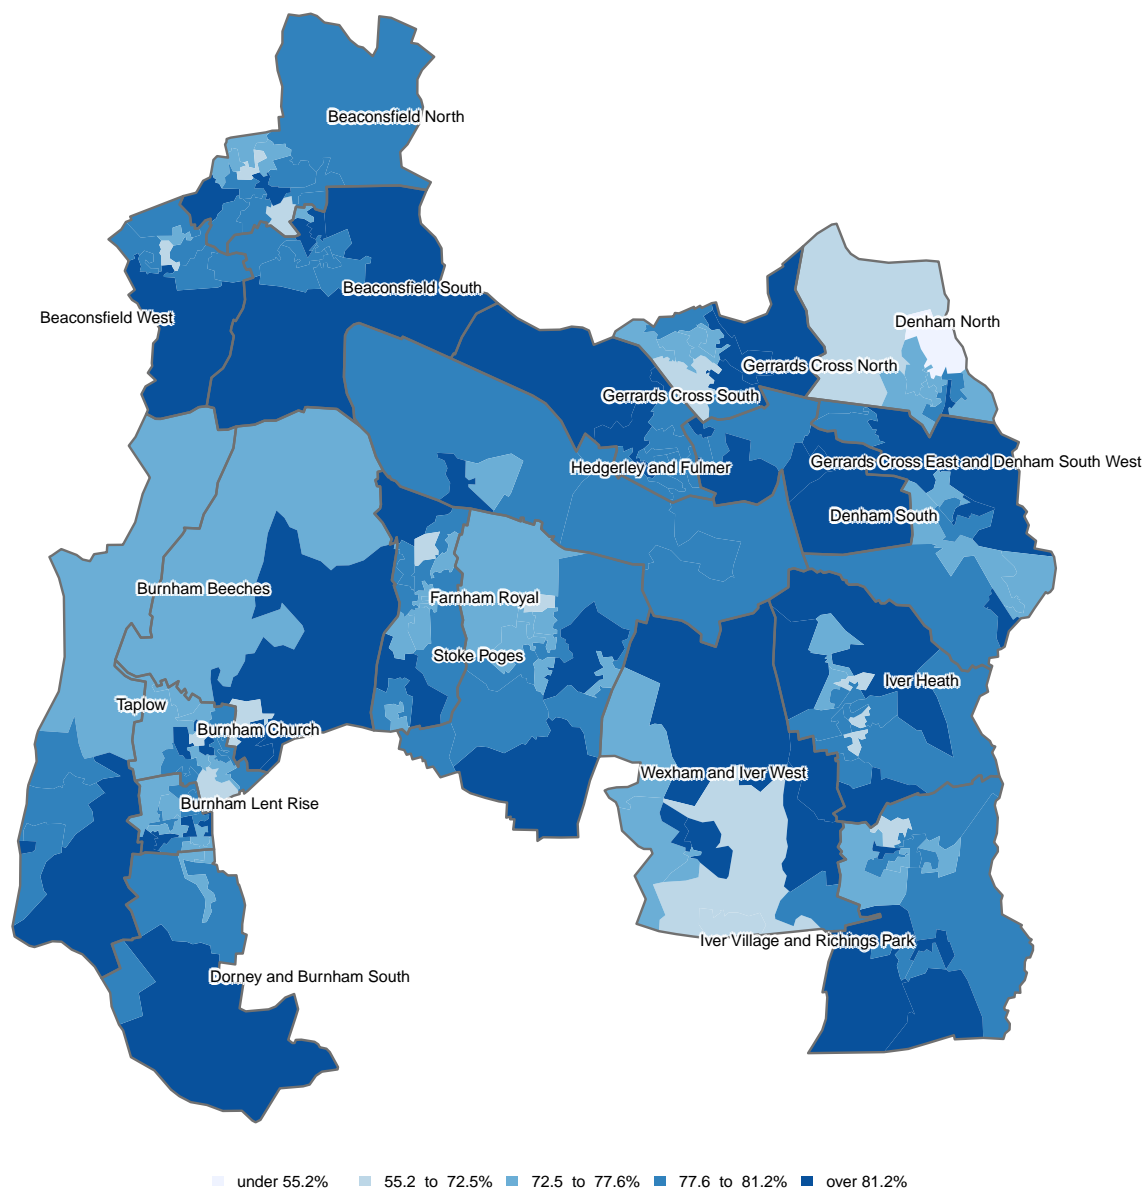 Beaconsfield North
Beaconsfield South
Beaconsfield West
Denham North
Gerrards Cross North
Gerrards Cross South
Gerrards Cross East and Denham South West
Hedgerley and Fulmer
Denham South
Burnham Beeches
Farnham Royal
Stoke Poges
Iver Heath
Taplow
Burnham Church
Wexham and Iver West
Burnham Lent Rise
Iver Village and Richings Park
Dorney and Burnham South
under 55.2% 55.2 to 72.5% 72.5 to 77.6% 77.6 to 81.2% over 81.2%